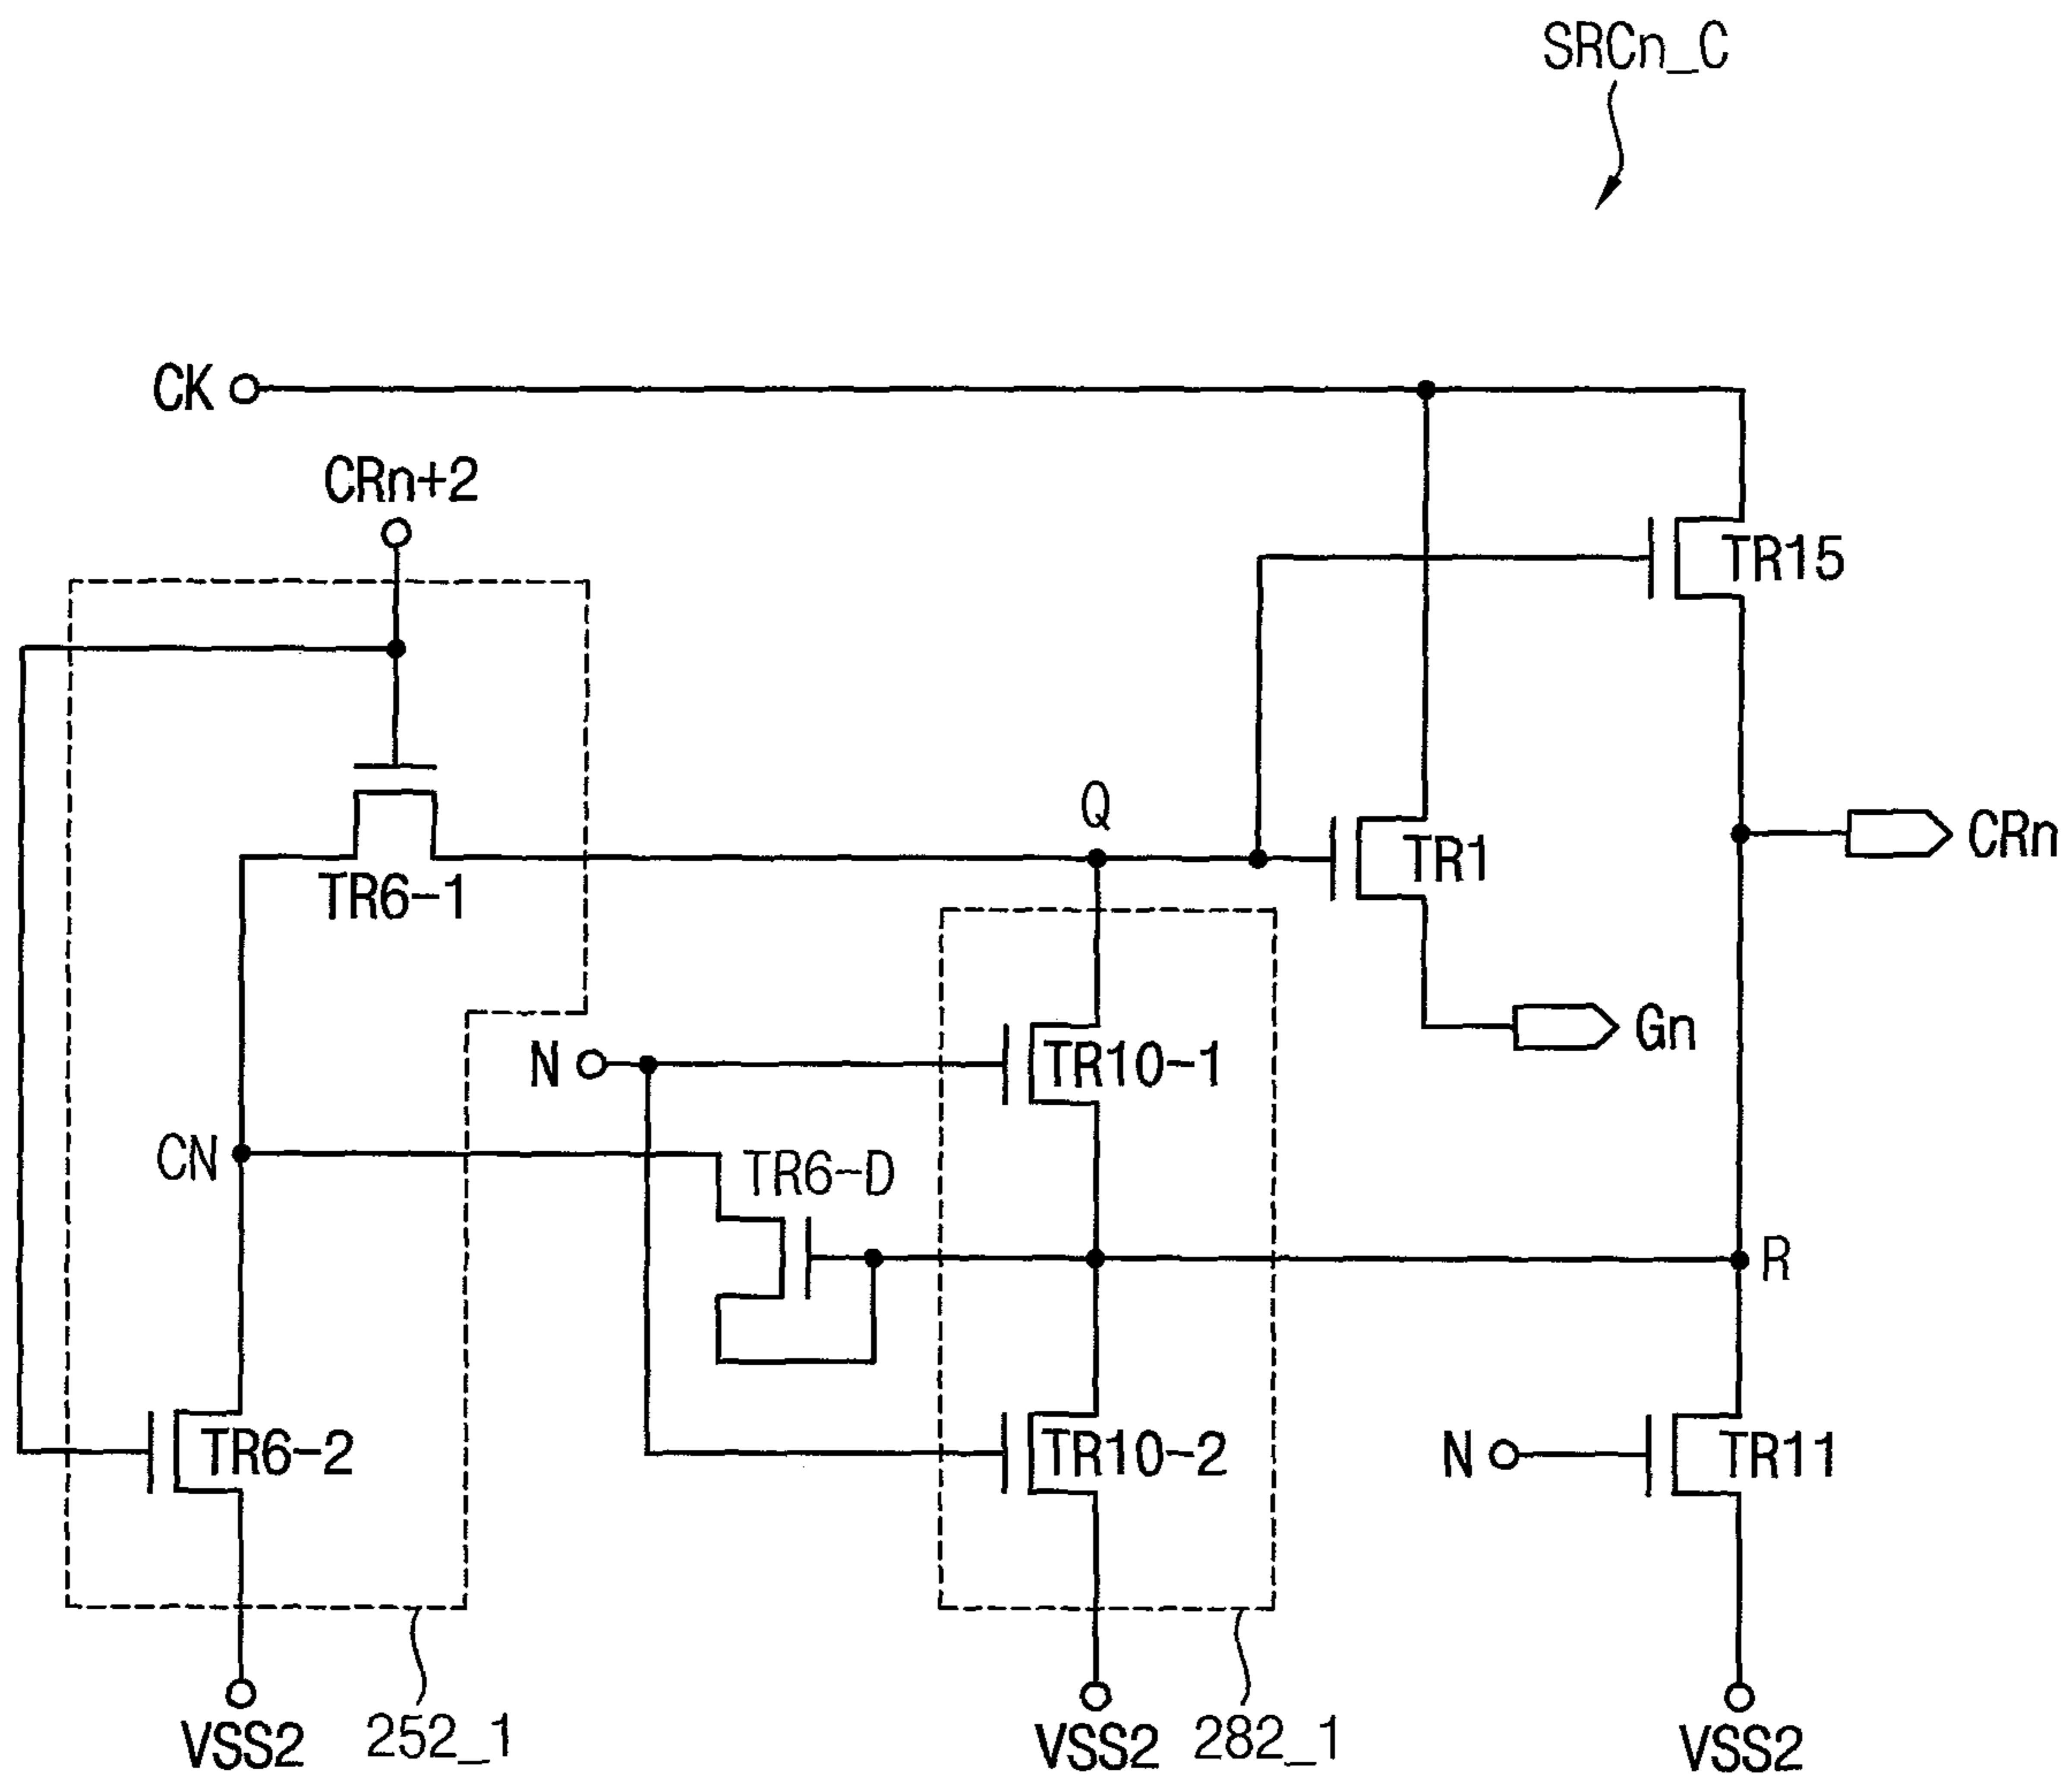 SRCn_C
CK
CRn+2
TR15
Q
CRn
TR1
TR6-1
Gn
N
TR10-1
CN
TR6-D
R
TR6-2
TR10-2
N
TR11
VSS2
252_1
VSS2
282_1
VSS2